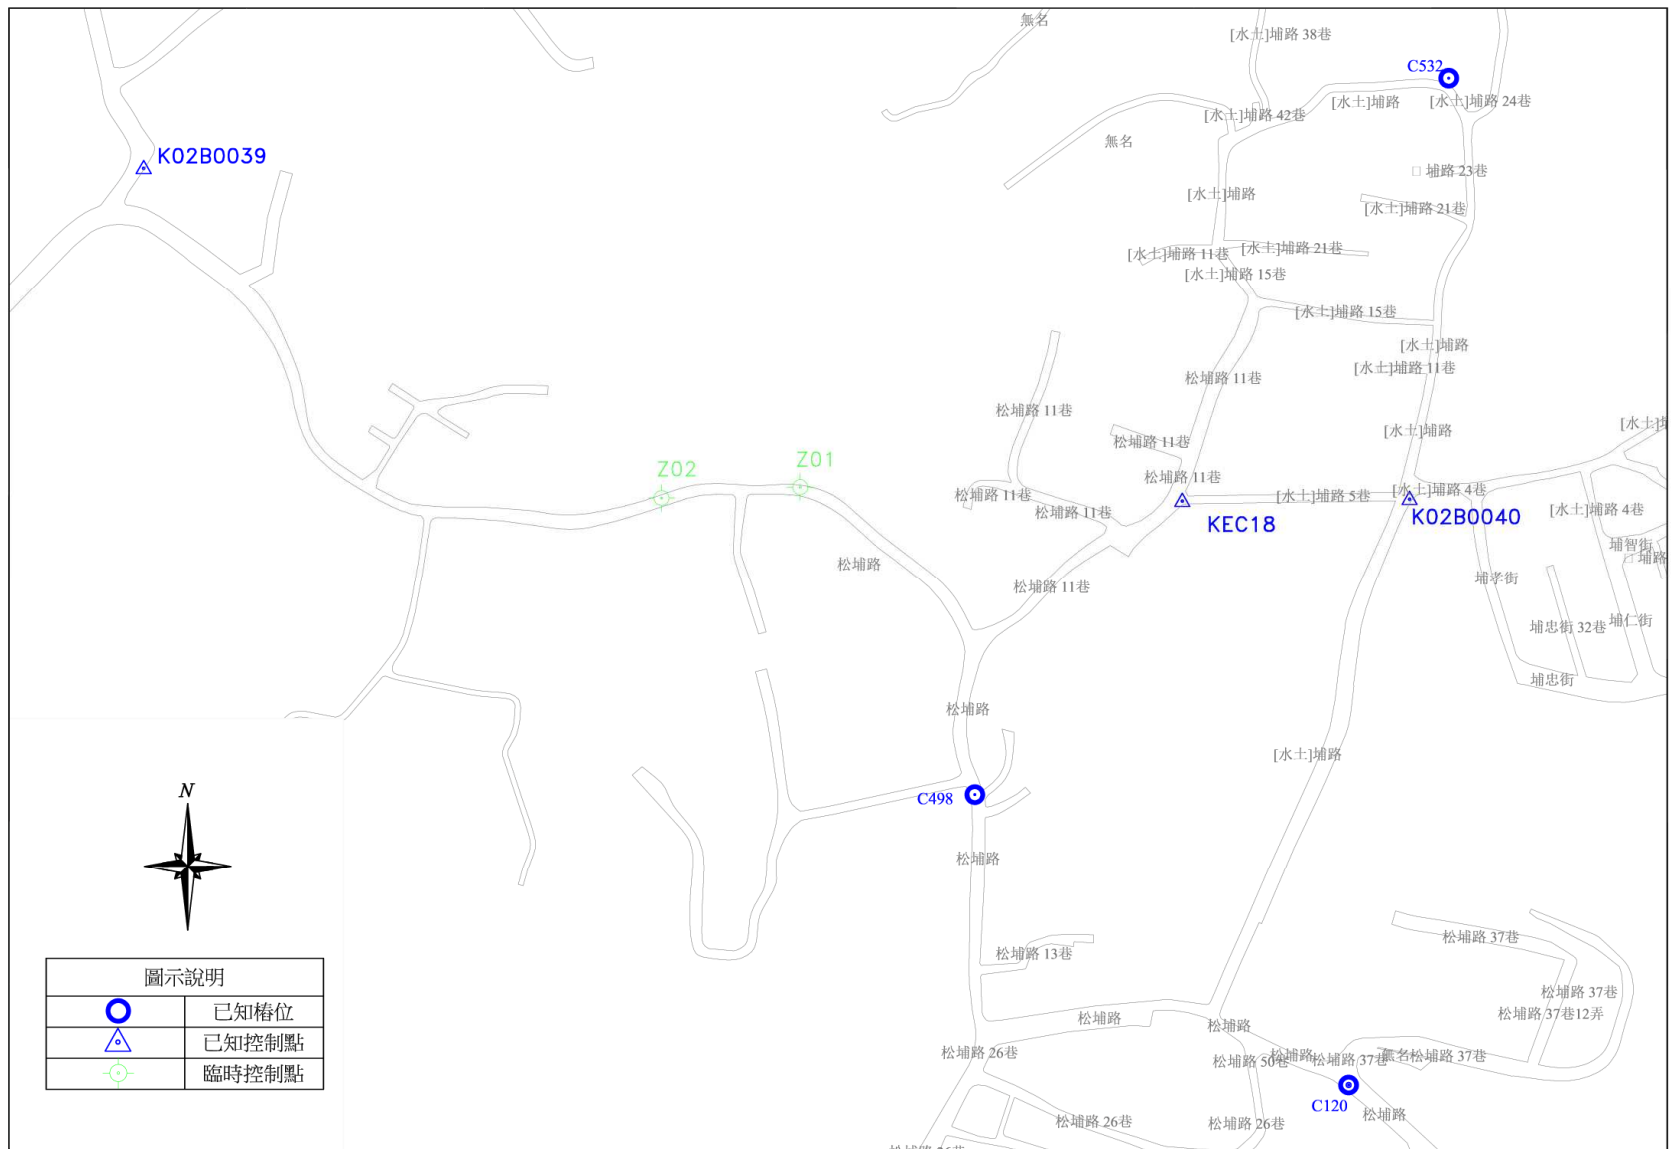 無名
[水土]埔路 38巷
C532
[水土]埔路
[水土]埔路 24巷
[水土]埔路 42巷
無名
K02B0039
埔路 23巷
[水土]埔路
[水土]埔路 21巷
[水土]埔路 11巷
[水土]埔路 21巷
[水土]埔路 15巷
[水土]埔路 15巷
[水土]埔路
[水土]埔路 11巷
松埔路 11巷
松埔路 11巷
[水土]埔路
松埔路 11巷
Z01
Z02
松埔路 11巷
[水土]埔路 4巷
松埔路 11巷
[水土]埔路 5巷
松埔路 11巷
[水土]埔路 4巷
KEC18
K02B0040
埔智街
埔路
松埔路
埔孝街
松埔路 11巷
埔仁街
埔忠街 32巷
埔忠街
松埔路
[水土]埔路
N
C498
松埔路
松埔路 37巷
松埔路 13巷
圖示說明
松埔路 37巷
已知樁位
松埔路 37巷12弄
松埔路
松埔路
已知控制點
松埔路 26巷
松埔路
松埔路 50巷
松埔路 37巷
無名
松埔路 37巷
臨時控制點
C120
松埔路
松埔路 26巷
松埔路 26巷